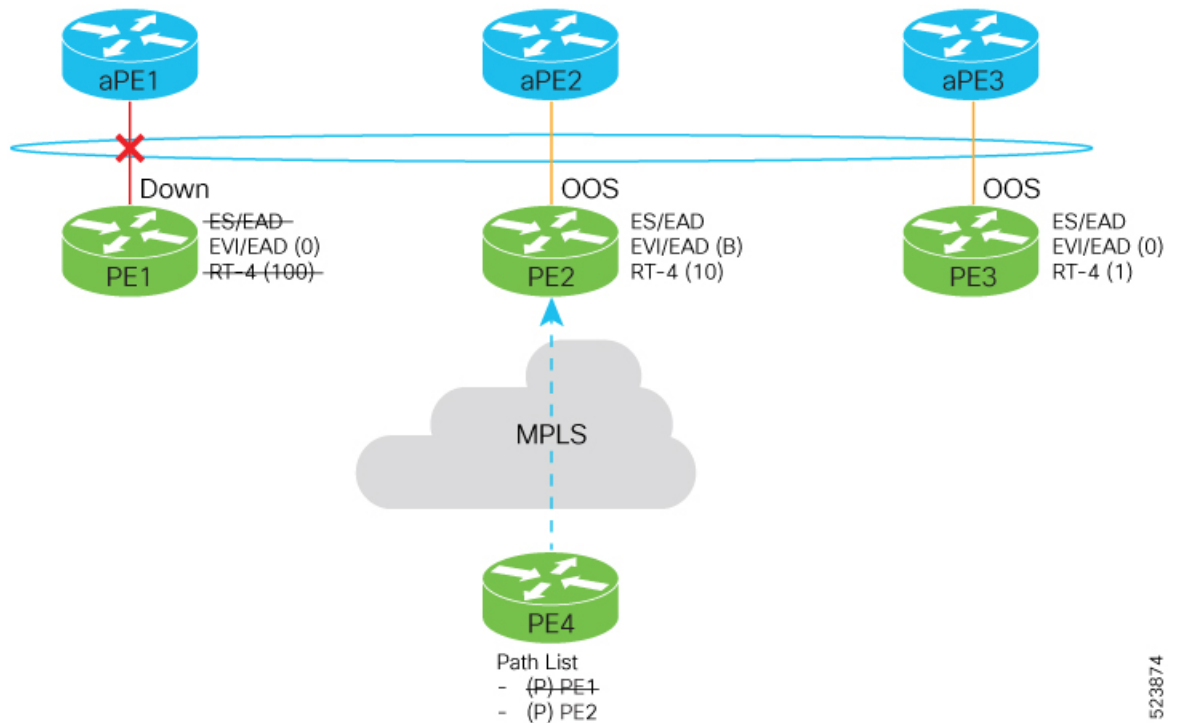 aPE1
aPE2
aPE3
Down
OOS
OOS
ES/EAD
EVI/EAD (0)
RT-4 (100)
PE1
ES/EAD
EVI/EAD (B)
RT-4 (10)
PE2
ES/EAD
EVI/EAD (0)
RT-4 (1)
PE3
MPLS
PE4
Path List
- (P) PE1
- (P) PE2
523874